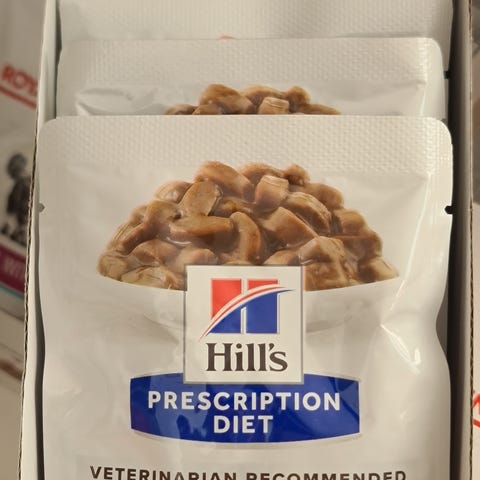 Hill's
PRESCRIPTION
DIET
VETERINARIAN RECOMMENDED